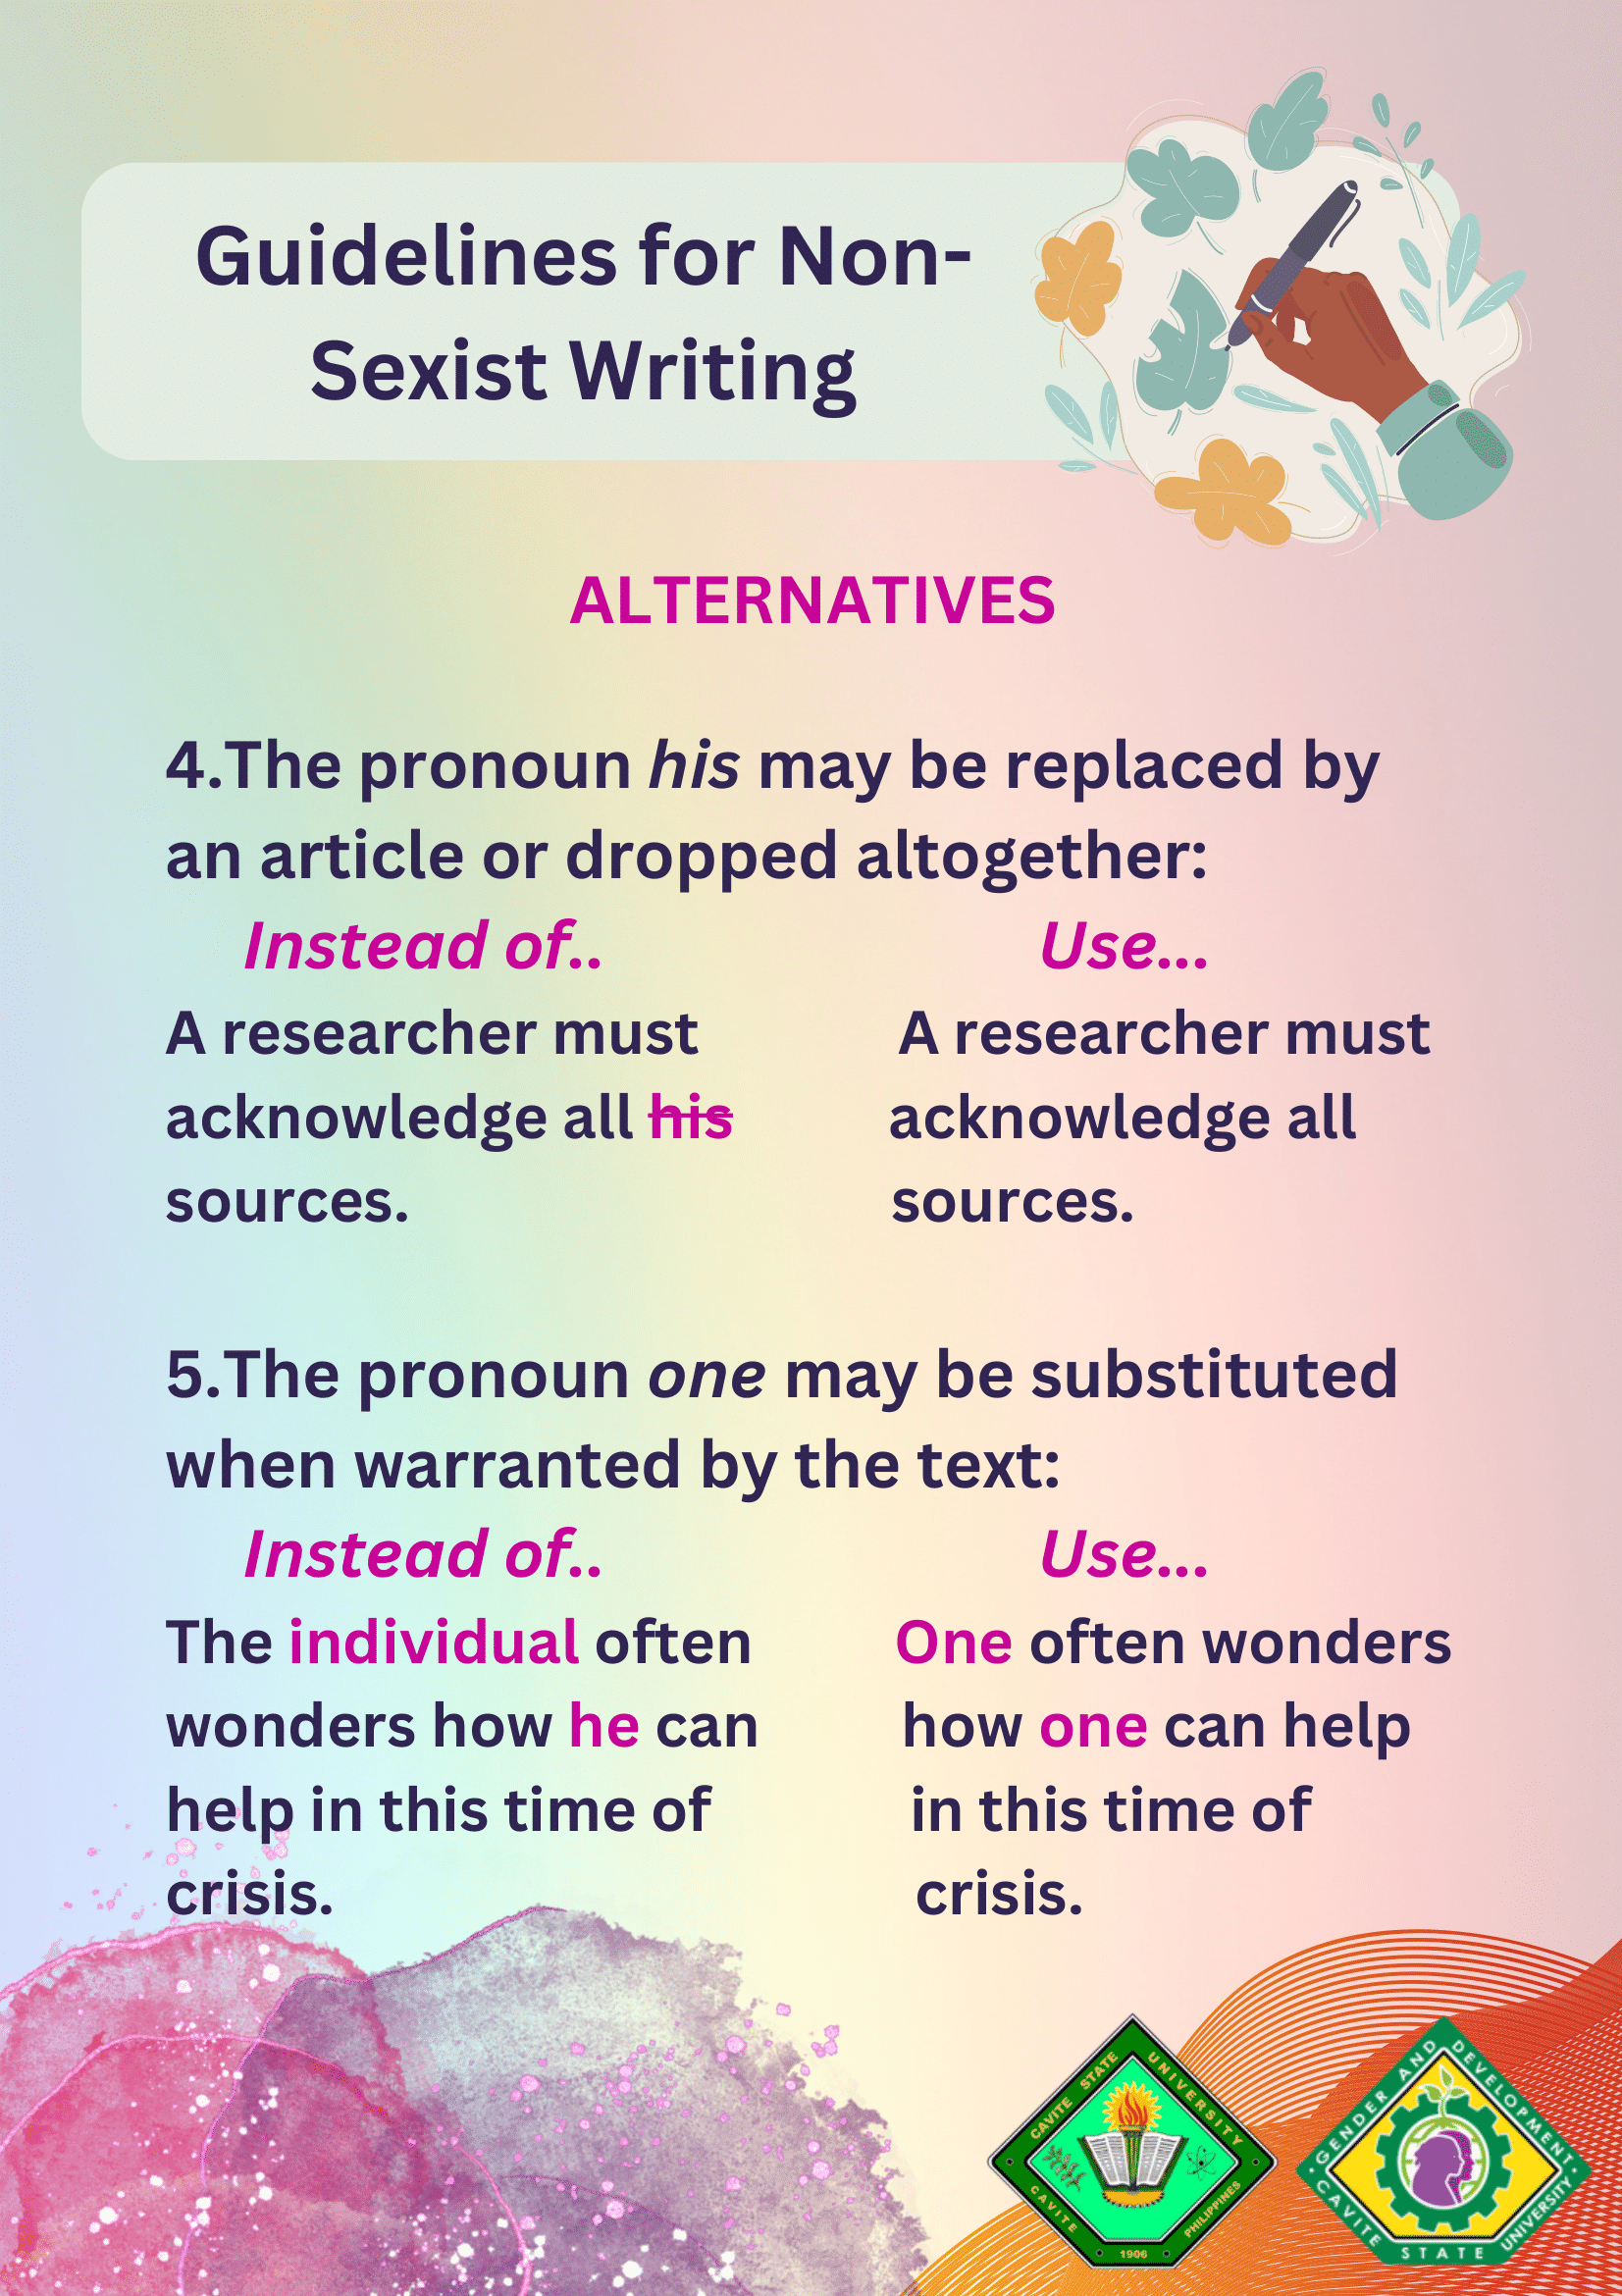 Guidelines for Non-
Sexist Writing
ALTERNATIVES
4.The pronoun his may be replaced by
an article or dropped altogether:
Instead of..
A researcher must
acknowledge all his
sources.
Use...
A researcher must
acknowledge all
sources.
5.The pronoun one may be substituted
when warranted by the text:
Instead of..
The individual often
wonders how he can
help in this time of
crisis.
Use...
One often wonders
how one can help
in this time of
crisis.
CAVITE STATE UNIVERSITY
CAVITE PHILIPPINES
1906
GENDER AND DEVELOPMENT
CAVITE STATE UNIVERSITY